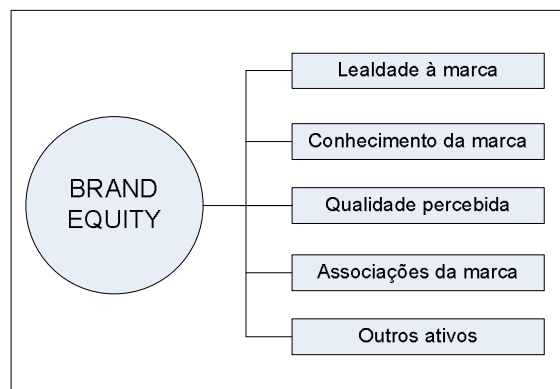 BRAND
EQUITY
Lealdade à marca
Conhecimento da marca
Qualidade percebida
Associações da marca
Outros ativos